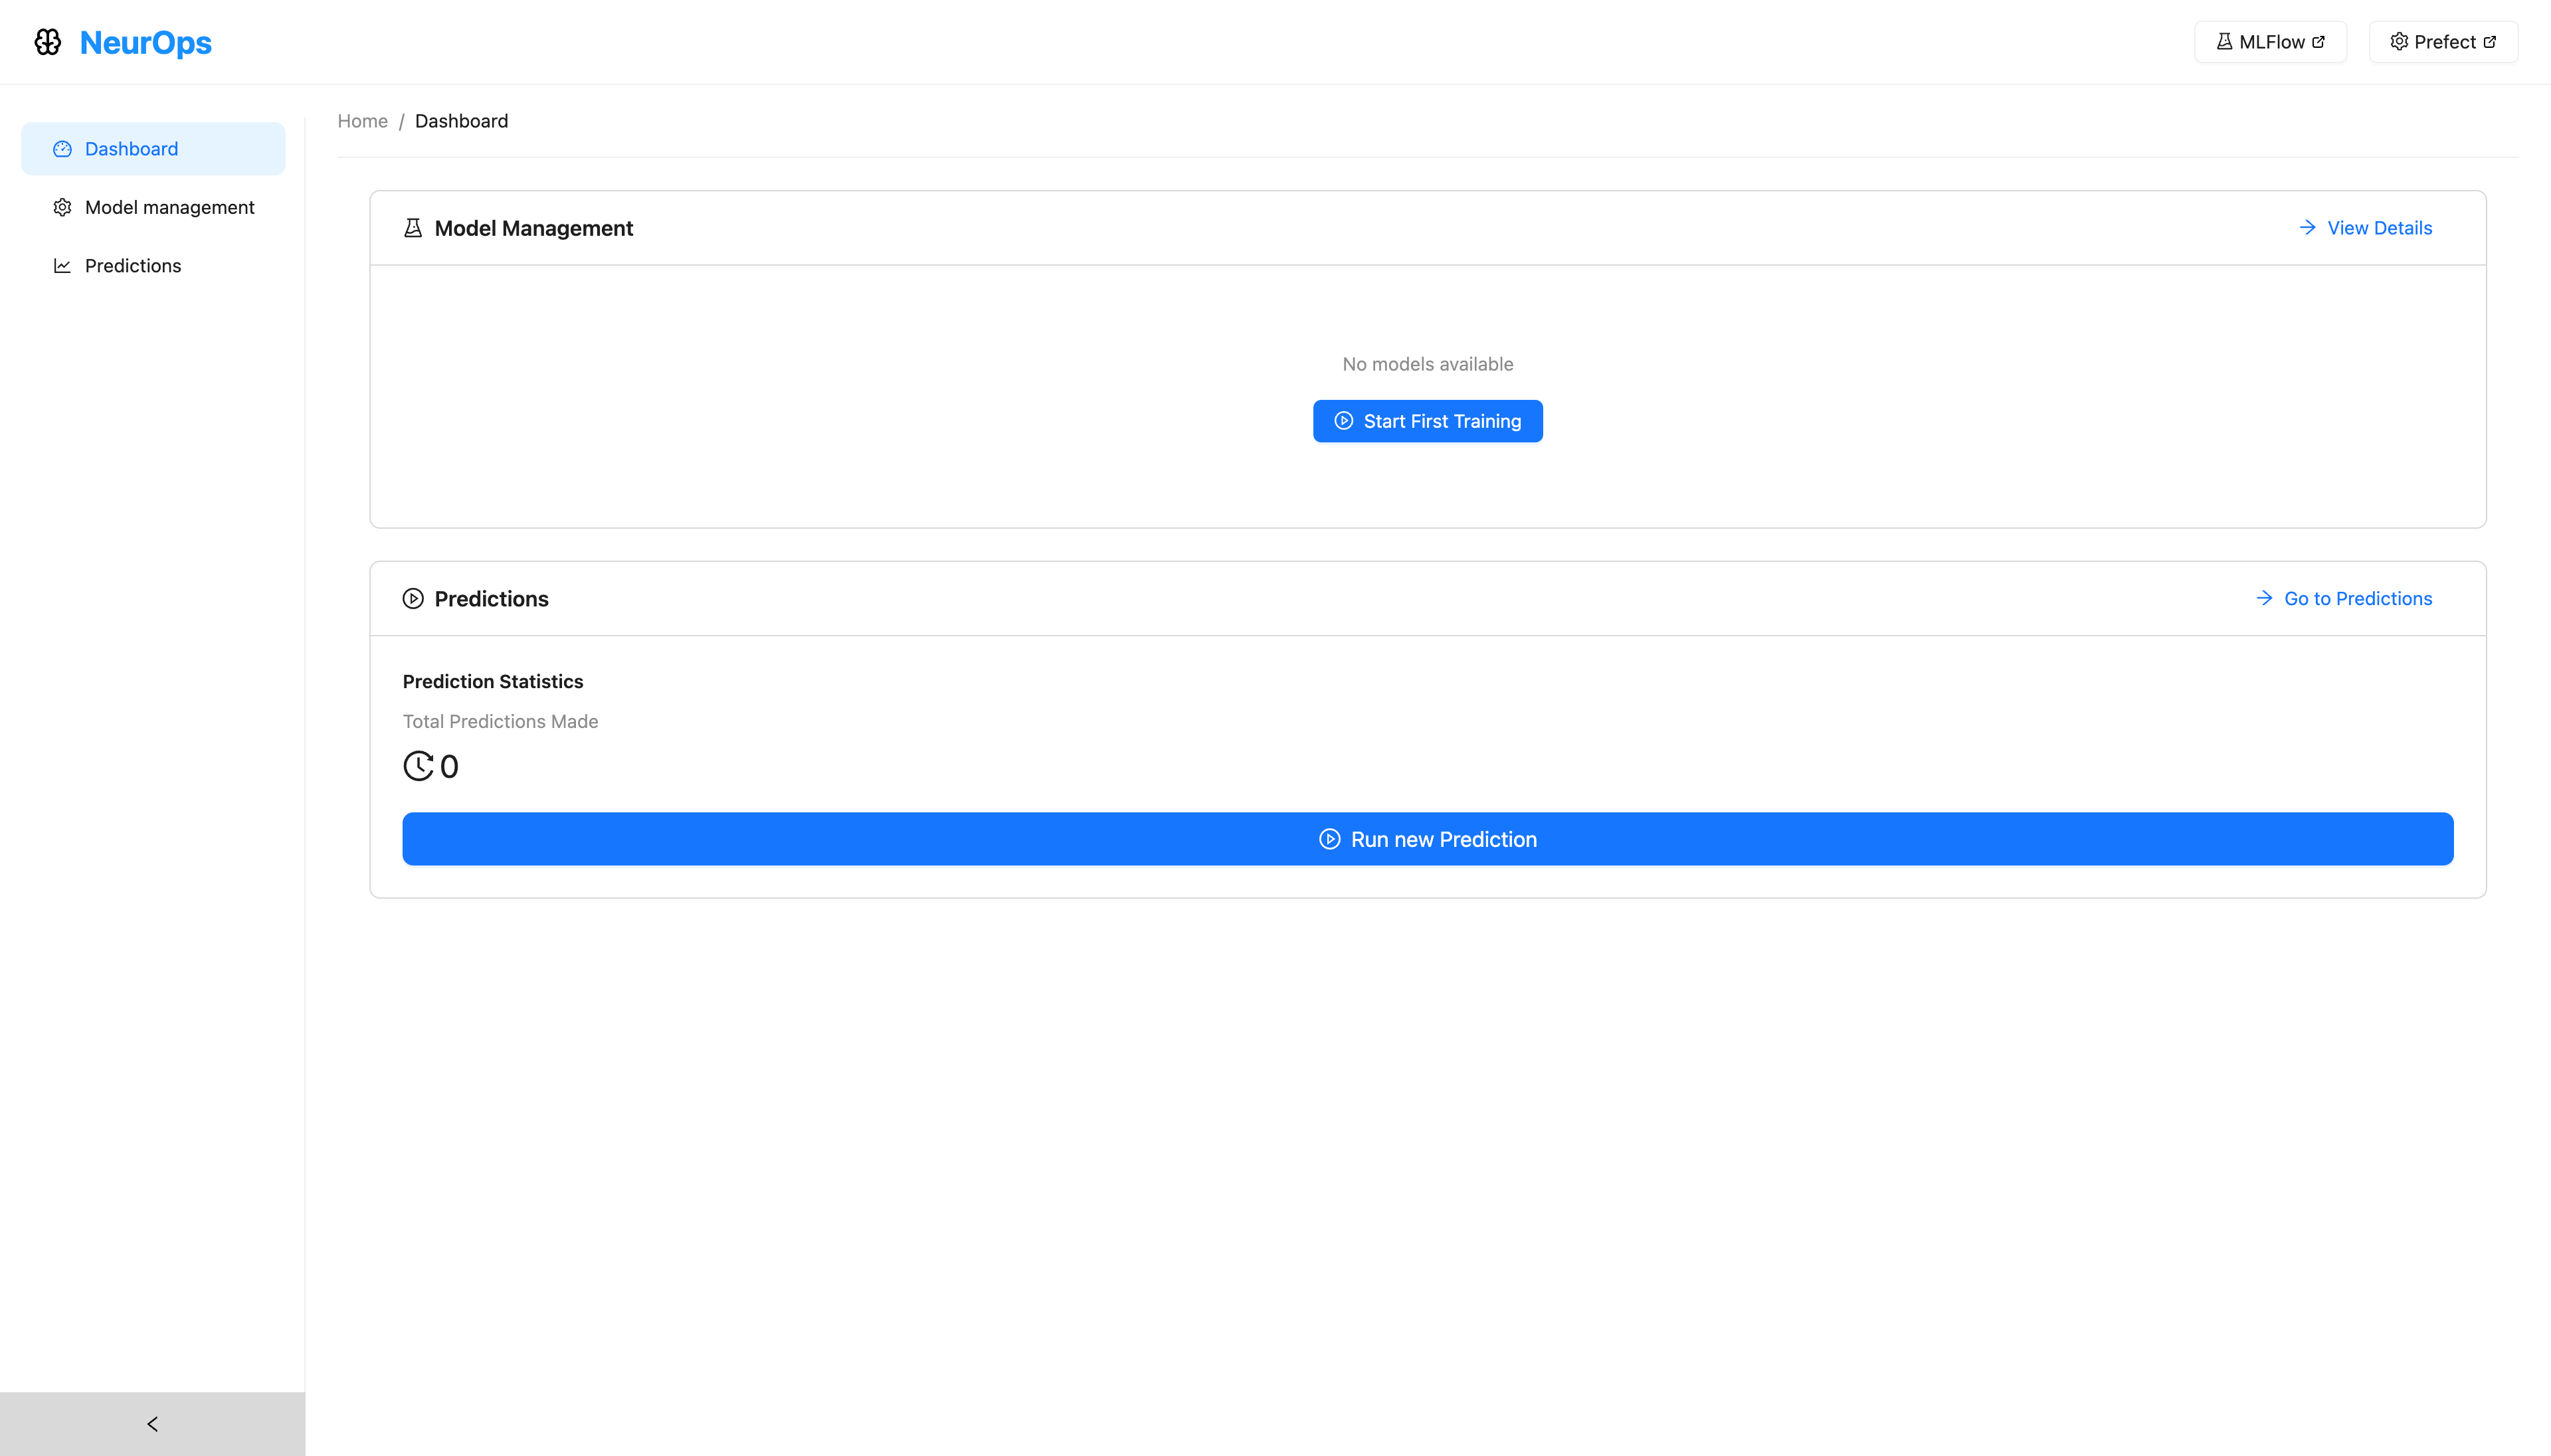 NeurOps
MLFlow
Prefect
Dashboard
Model management
Predictions
Home / Dashboard
Model Management
View Details
No models available
Start First Training
Predictions
Go to Predictions
Prediction Statistics
Total Predictions Made
0
Run new Prediction